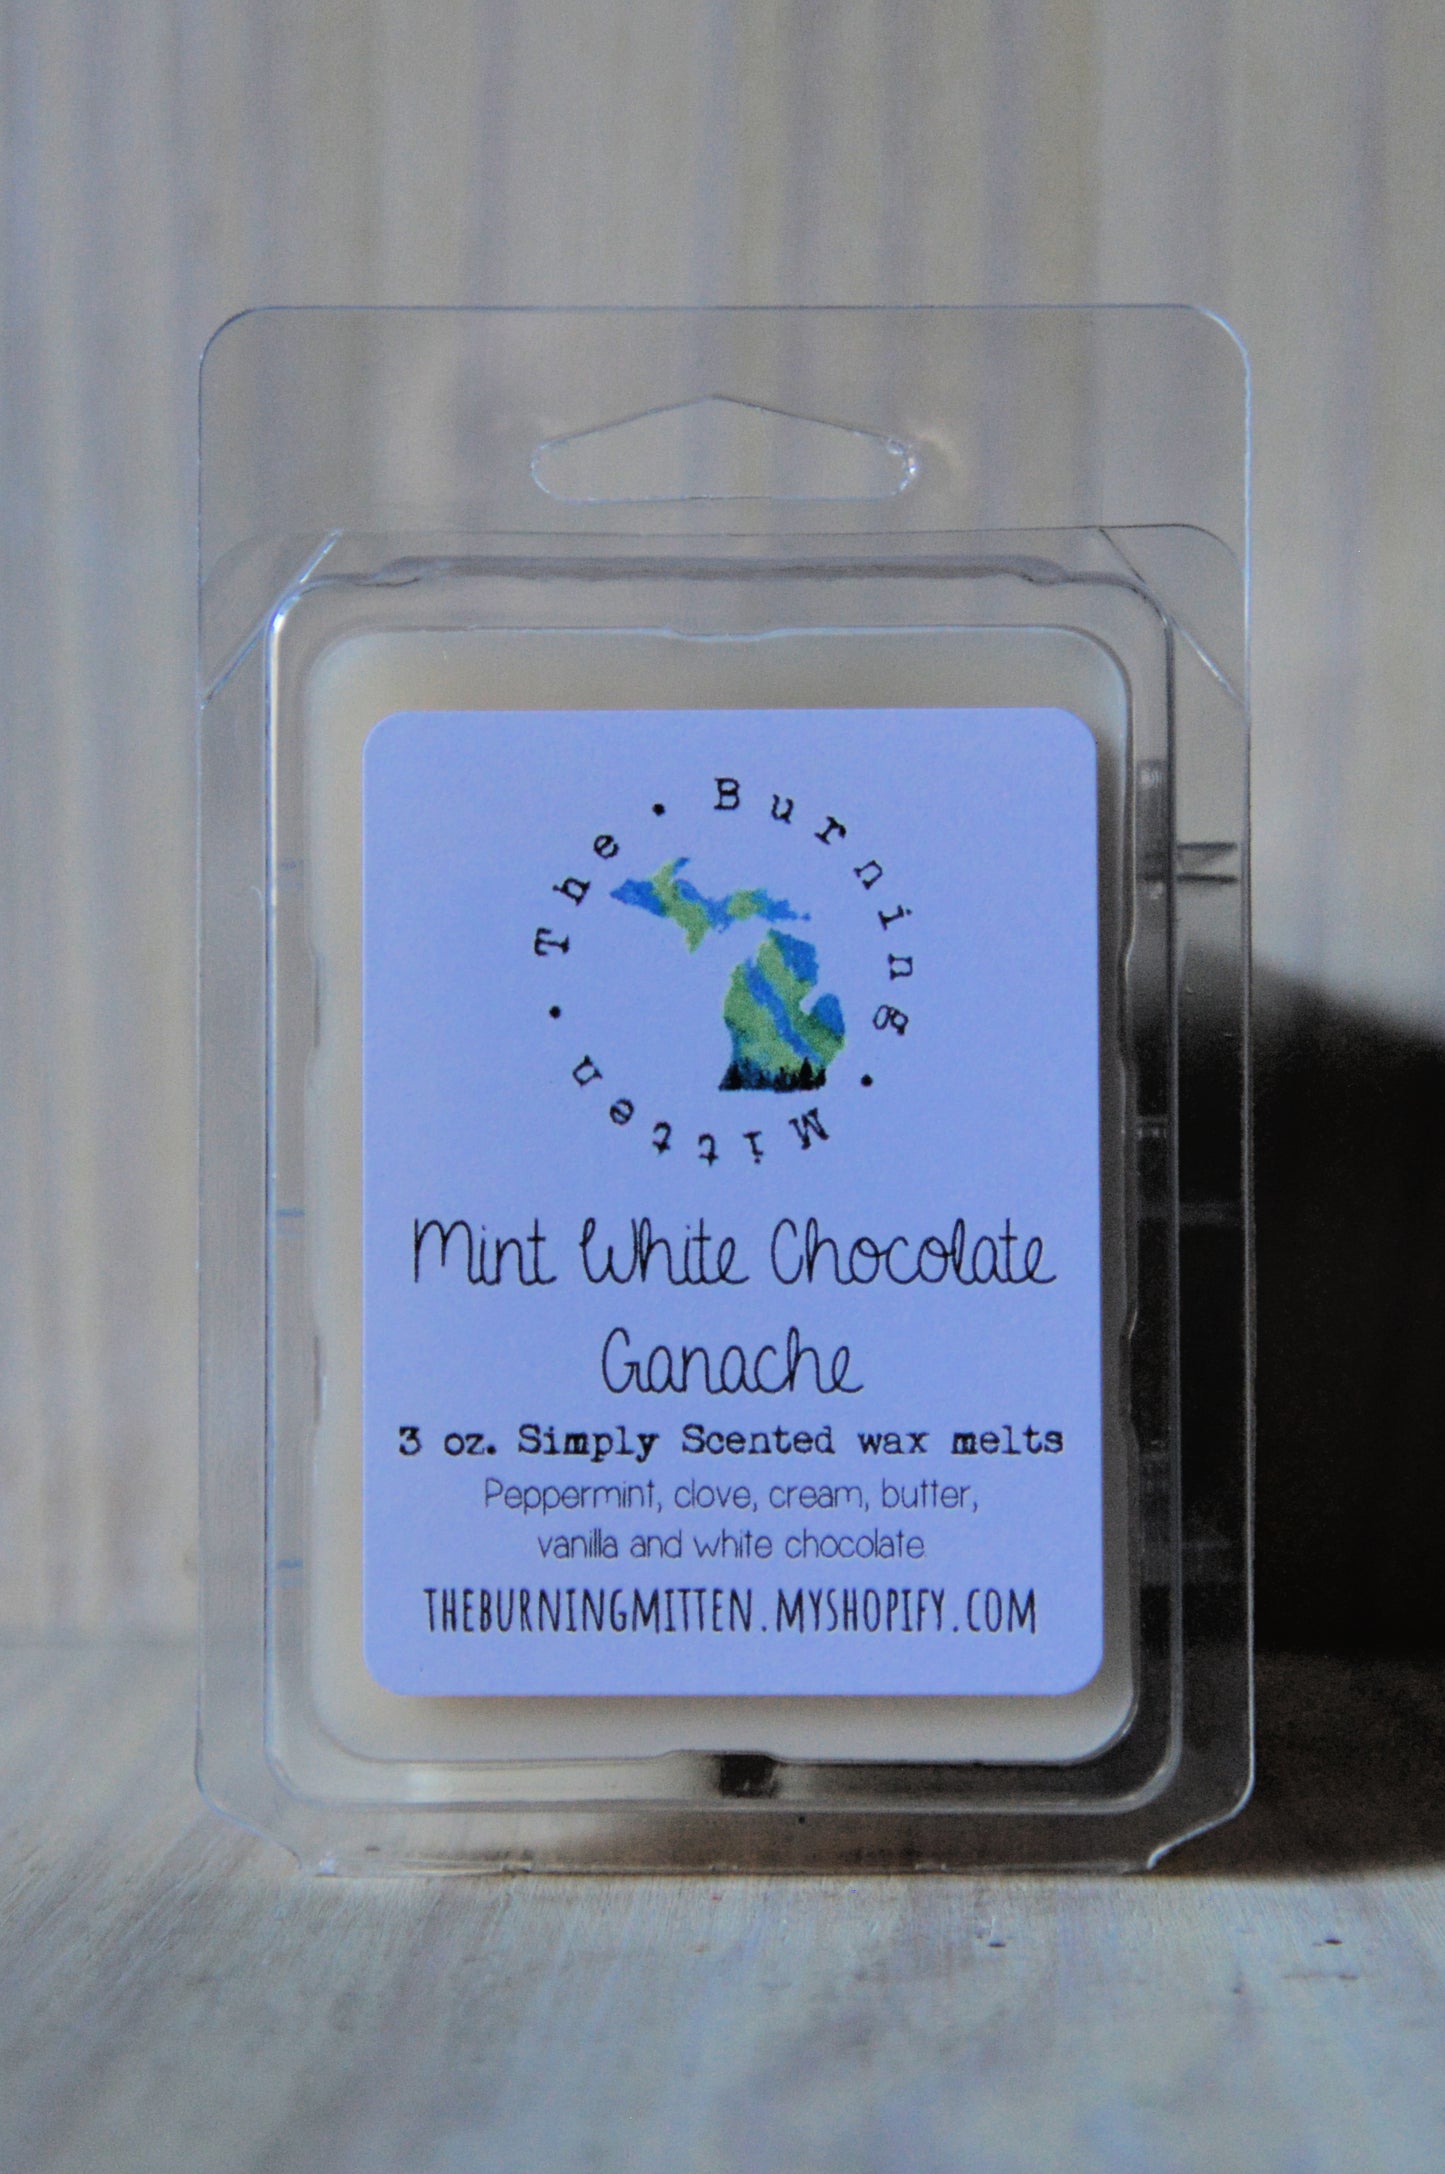 The • Burning • Mitten •
Mint White Chocolate
Ganache
3 oz. Simply Scented wax melts
Peppermint, clove, cream, butter,
vanilla and white chocolate.
THEBURNINGMITTEN.MYSHOPIFY.COM